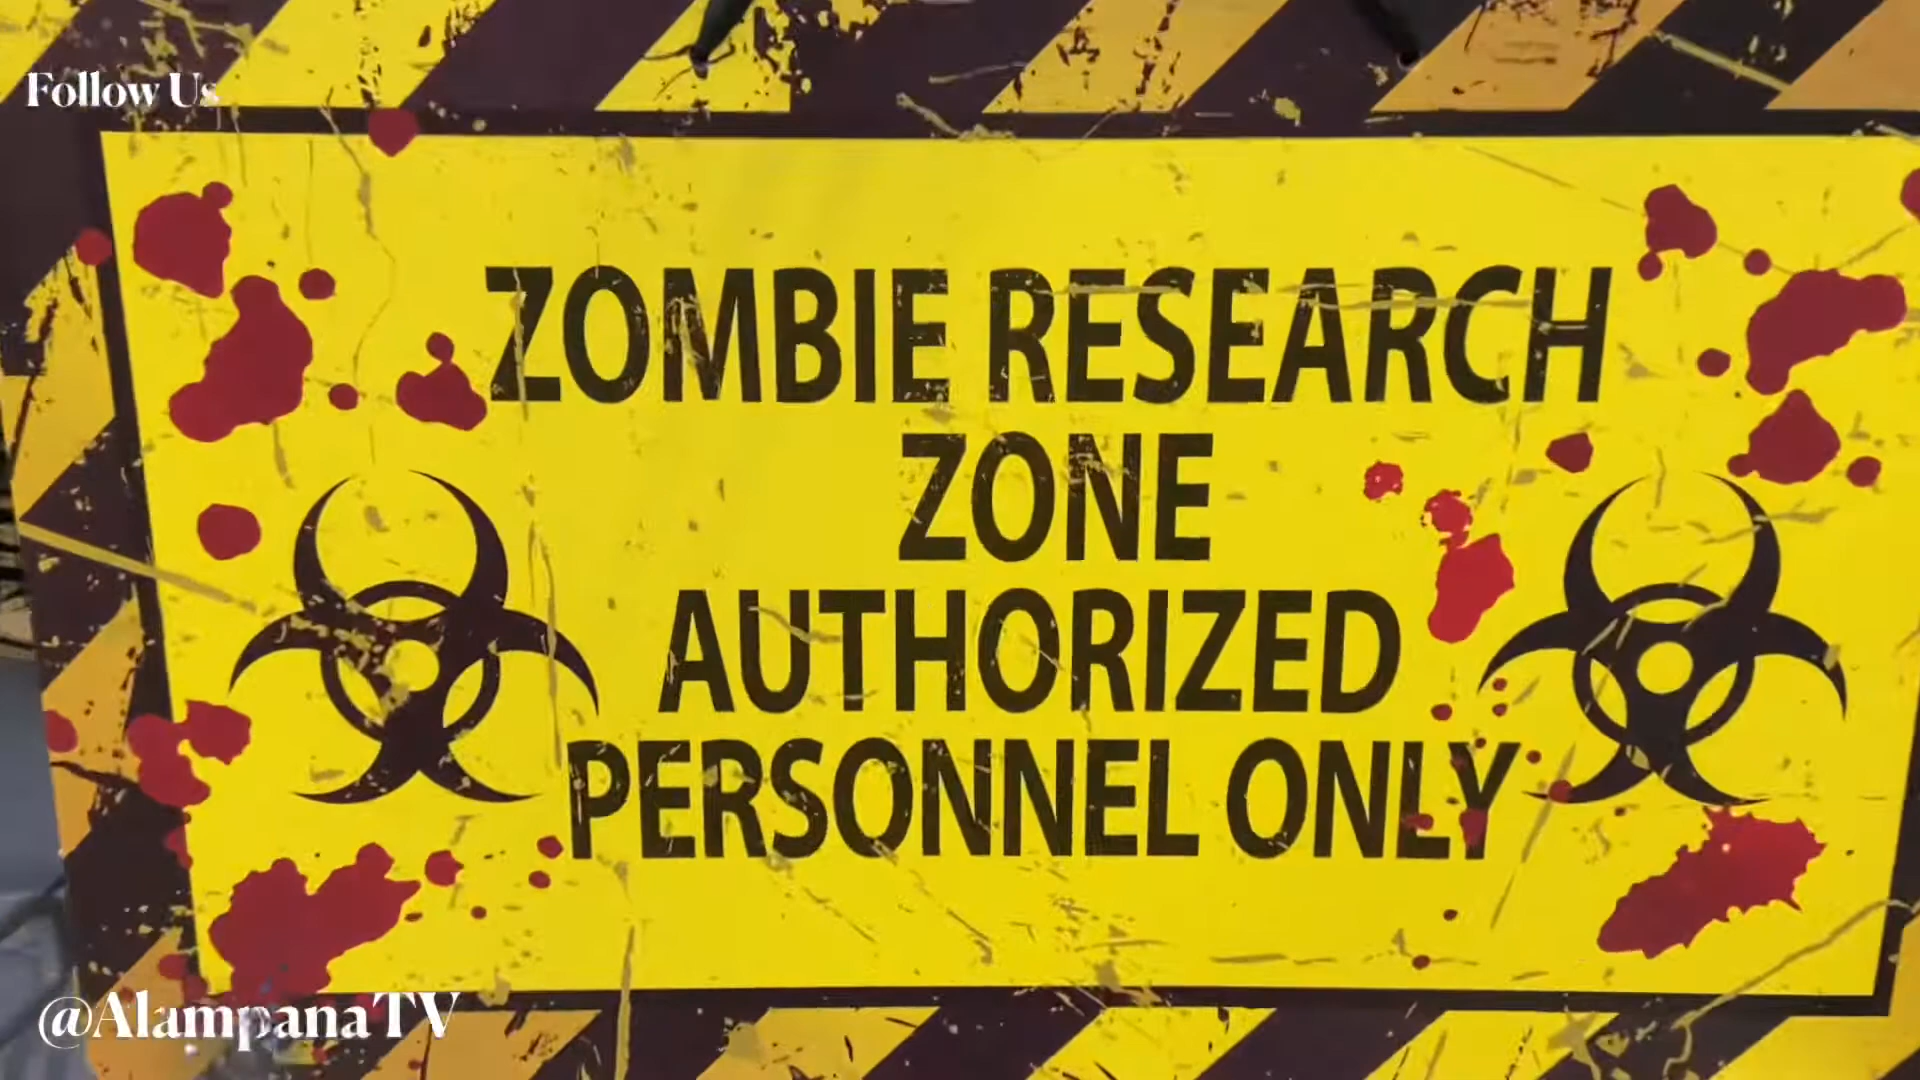 Follow Us
ZOMBIE RESEARCH
ZONE
AUTHORIZED
PERSONNEL ONLY
@AlampanaTV